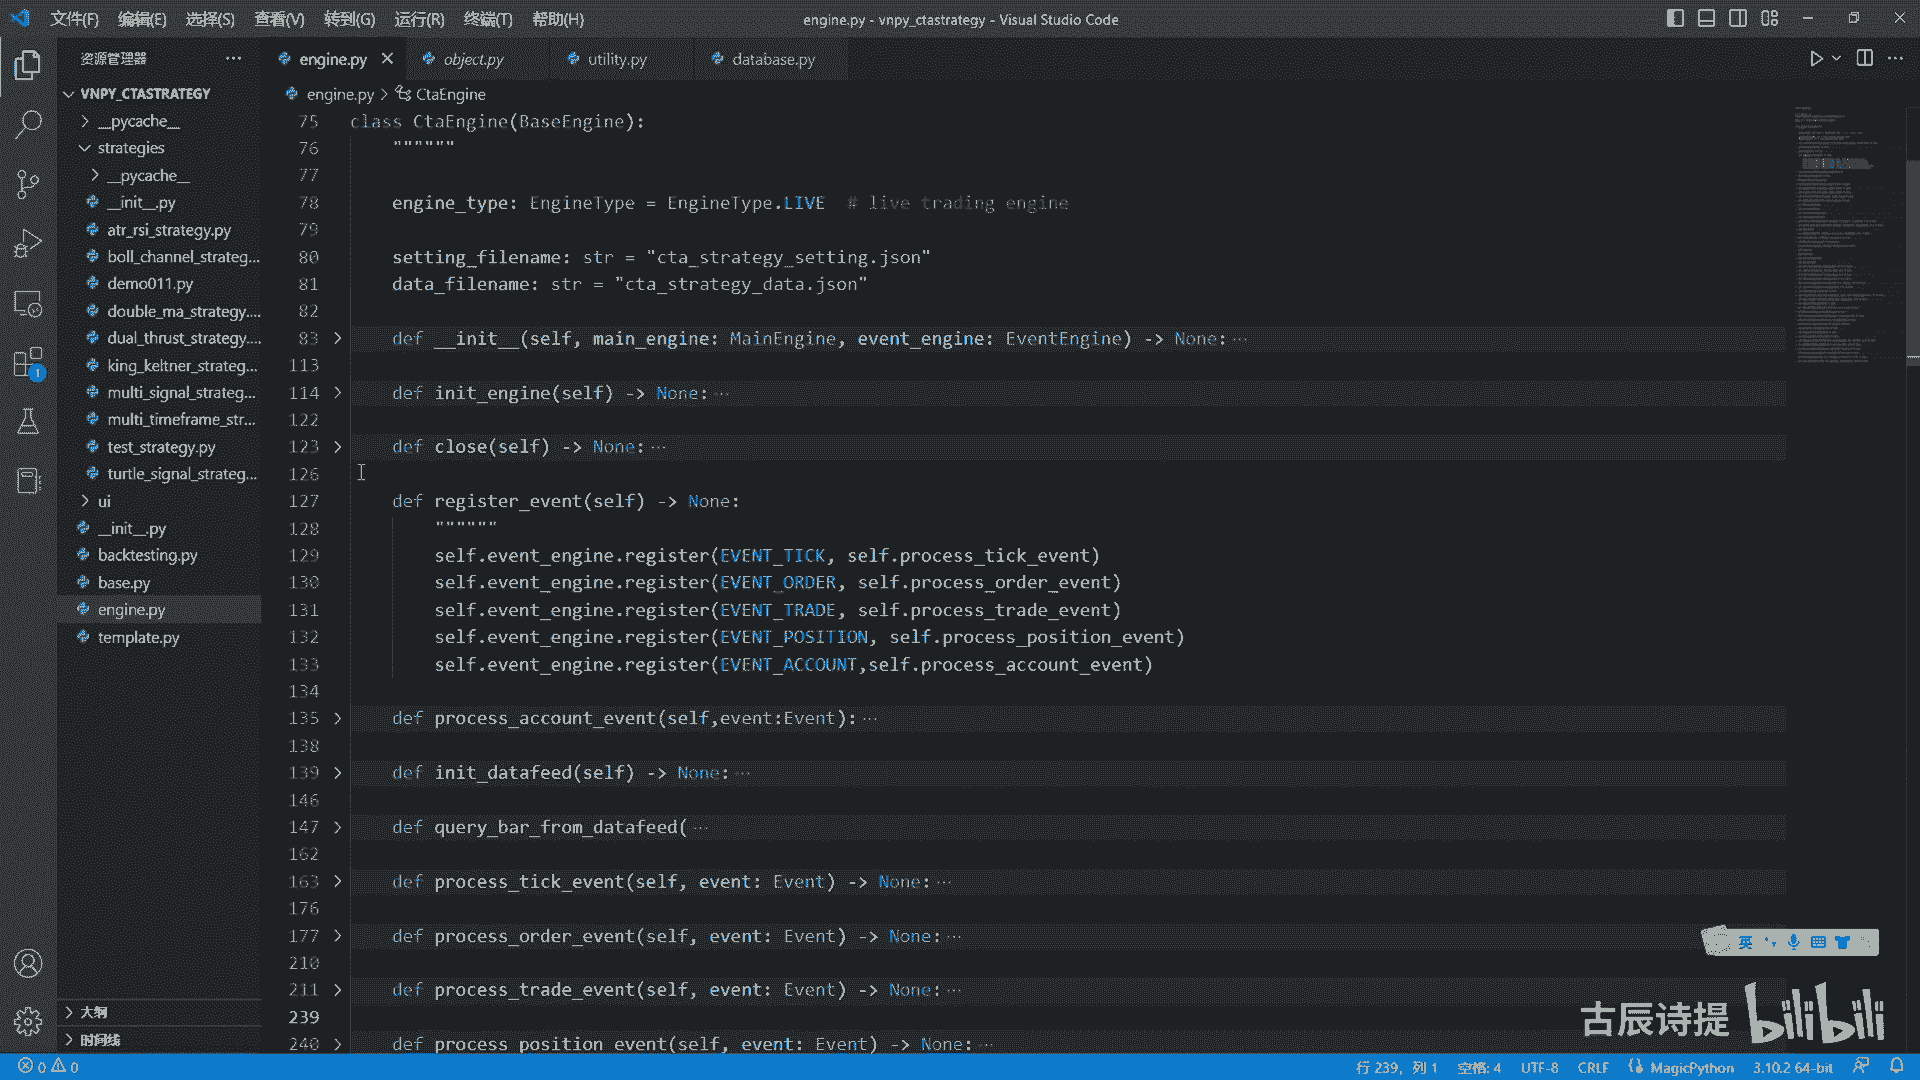 文件(F) 编辑(E) 选择(S) 查看(V) 转到(G) 运行(R) 终端(T) 帮助(H) engine.py - vnpy_ctastrategy - Visual Studio Code
资源管理器 ··· engine.py object.py utility.py database.py
VNPY_CTASTRATEGY
engine.py > CtaEngine
__pycache__
strategies
__pycache__
__init__.py
atr_rsi_strategy.py
boll_channel_strateg...
demo011.py
double_ma_strategy....
dual_thrust_strategy....
king_keltner_strateg...
multi_signal_strateg...
multi_timeframe_str...
test_strategy.py
turtle_signal_strateg...
ui
__init__.py
backtesting.py
base.py
engine.py
template.py
大纲
时间线
75 class CtaEngine(BaseEngine):
76 """"""
77
78 engine_type: EngineType = EngineType.LIVE  # live trading engine
79
80 setting_filename: str = "cta_strategy_setting.json"
81 data_filename: str = "cta_strategy_data.json"
82
83 def __init__(self, main_engine: MainEngine, event_engine: EventEngine) -> None:···
113
114 def init_engine(self) -> None:···
122
123 def close(self) -> None:···
126
127 def register_event(self) -> None:
128 """"""
129 self.event_engine.register(EVENT_TICK, self.process_tick_event)
130 self.event_engine.register(EVENT_ORDER, self.process_order_event)
131 self.event_engine.register(EVENT_TRADE, self.process_trade_event)
132 self.event_engine.register(EVENT_POSITION, self.process_position_event)
133 self.event_engine.register(EVENT_ACCOUNT,self.process_account_event)
134
135 def process_account_event(self,event:Event):···
138
139 def init_datafeed(self) -> None:···
146
147 def query_bar_from_datafeed(···
162
163 def process_tick_event(self, event: Event) -> None:···
176
177 def process_order_event(self, event: Event) -> None:···
210
211 def process_trade_event(self, event: Event) -> None:···
239
240 def process_position_event(self, event: Event) -> None:···
1
英
古辰诗提 bilibili
0 0 行 239，列 1 空格: 4 UTF-8 CRLF MagicPython 3.10.2 64-bit